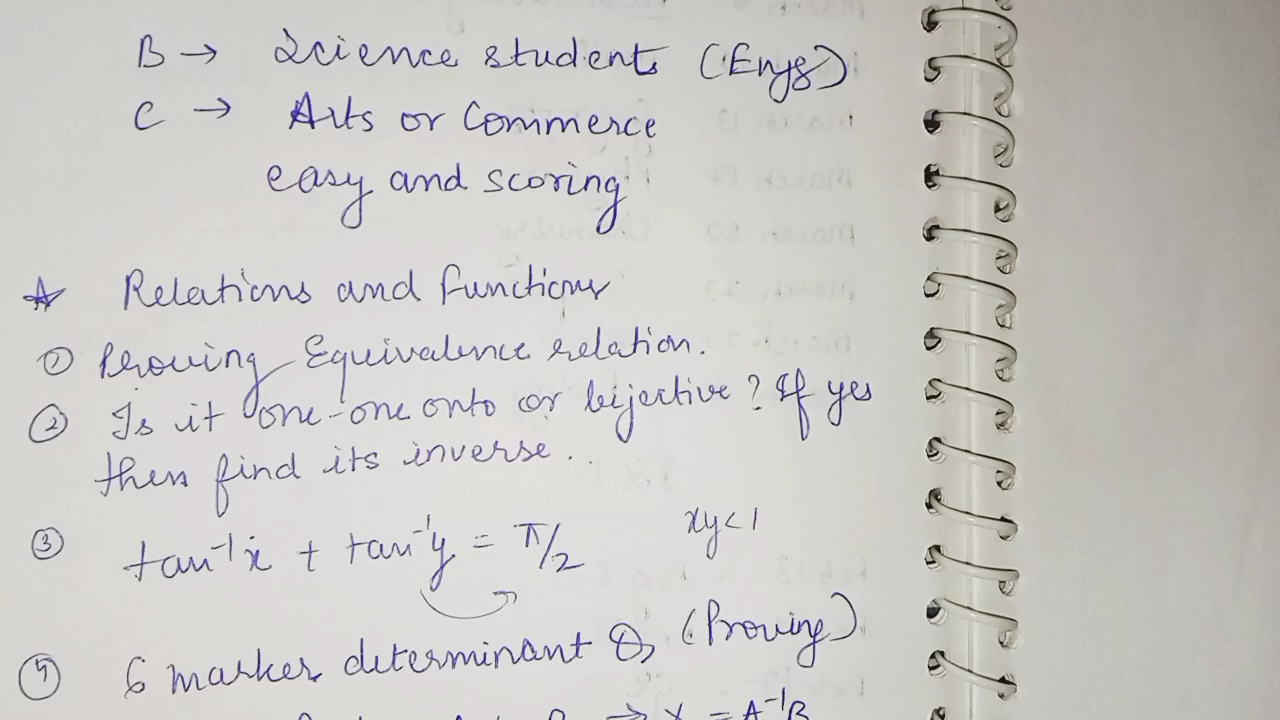 B → Science students (Engg)
C → Arts or Commerce
easy and scoring
☆ Relations and functions
① Proving Equivalence relation.
② Is it one-one onto or bijective? If yes
then find its inverse..
③ tan⁻¹x + tan⁻¹y = π/2 xy<1
6 marker determinant Q, (Proving)
⇒ X = A⁻¹B